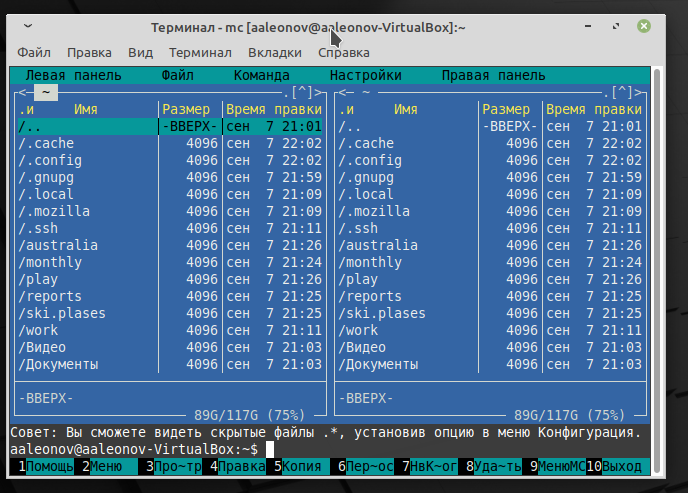 Терминал - mc [aaleonov@aaleonov-VirtualBox]:~
Файл Правка Вид Терминал Вкладки Справка
Левая панель Файл Команда Настройки Правая панель
<─ ~ ─.[^]> <─ ~ ─.[^]>
.и Имя Размер Время правки .и Имя Размер Время правки
/.. -ВВЕРХ- сен 7 21:01 /.. -ВВЕРХ- сен 7 21:01
/.cache 4096 сен 7 22:02 /.cache 4096 сен 7 22:02
/.config 4096 сен 7 22:02 /.config 4096 сен 7 22:02
/.gnupg 4096 сен 7 21:59 /.gnupg 4096 сен 7 21:59
/.local 4096 сен 7 21:09 /.local 4096 сен 7 21:09
/.mozilla 4096 сен 7 21:09 /.mozilla 4096 сен 7 21:09
/.ssh 4096 сен 7 21:11 /.ssh 4096 сен 7 21:11
/australia 4096 сен 7 21:26 /australia 4096 сен 7 21:26
/monthly 4096 сен 7 21:24 /monthly 4096 сен 7 21:24
/play 4096 сен 7 21:26 /play 4096 сен 7 21:26
/reports 4096 сен 7 21:25 /reports 4096 сен 7 21:25
/ski.plases 4096 сен 7 21:25 /ski.plases 4096 сен 7 21:25
/work 4096 сен 7 21:11 /work 4096 сен 7 21:11
/Видео 4096 сен 7 21:03 /Видео 4096 сен 7 21:03
/Документы 4096 сен 7 21:03 /Документы 4096 сен 7 21:03
-ВВЕРХ- -ВВЕРХ-
89G/117G (75%) 89G/117G (75%)
Совет: Вы сможете видеть скрытые файлы .*, установив опцию в меню Конфигурация.
aaleonov@aaleonov-VirtualBox:~$
1Помощь 2Меню 3Про~тр 4Правка 5Копия 6Пер~ос 7НвК~ог 8Уда~ть 9МенюМС 10Выход